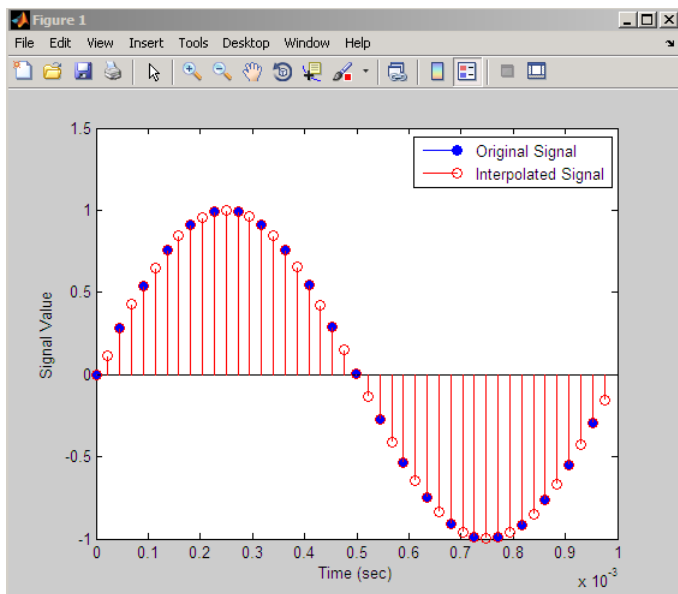 Figure 1
File Edit View Insert Tools Desktop Window Help
1.5
Original Signal
Interpolated Signal
1
0.5
Signal Value
0
-0.5
-1
0 0.1 0.2 0.3 0.4 0.5 0.6 0.7 0.8 0.9 1
Time (sec)
x 10⁻³